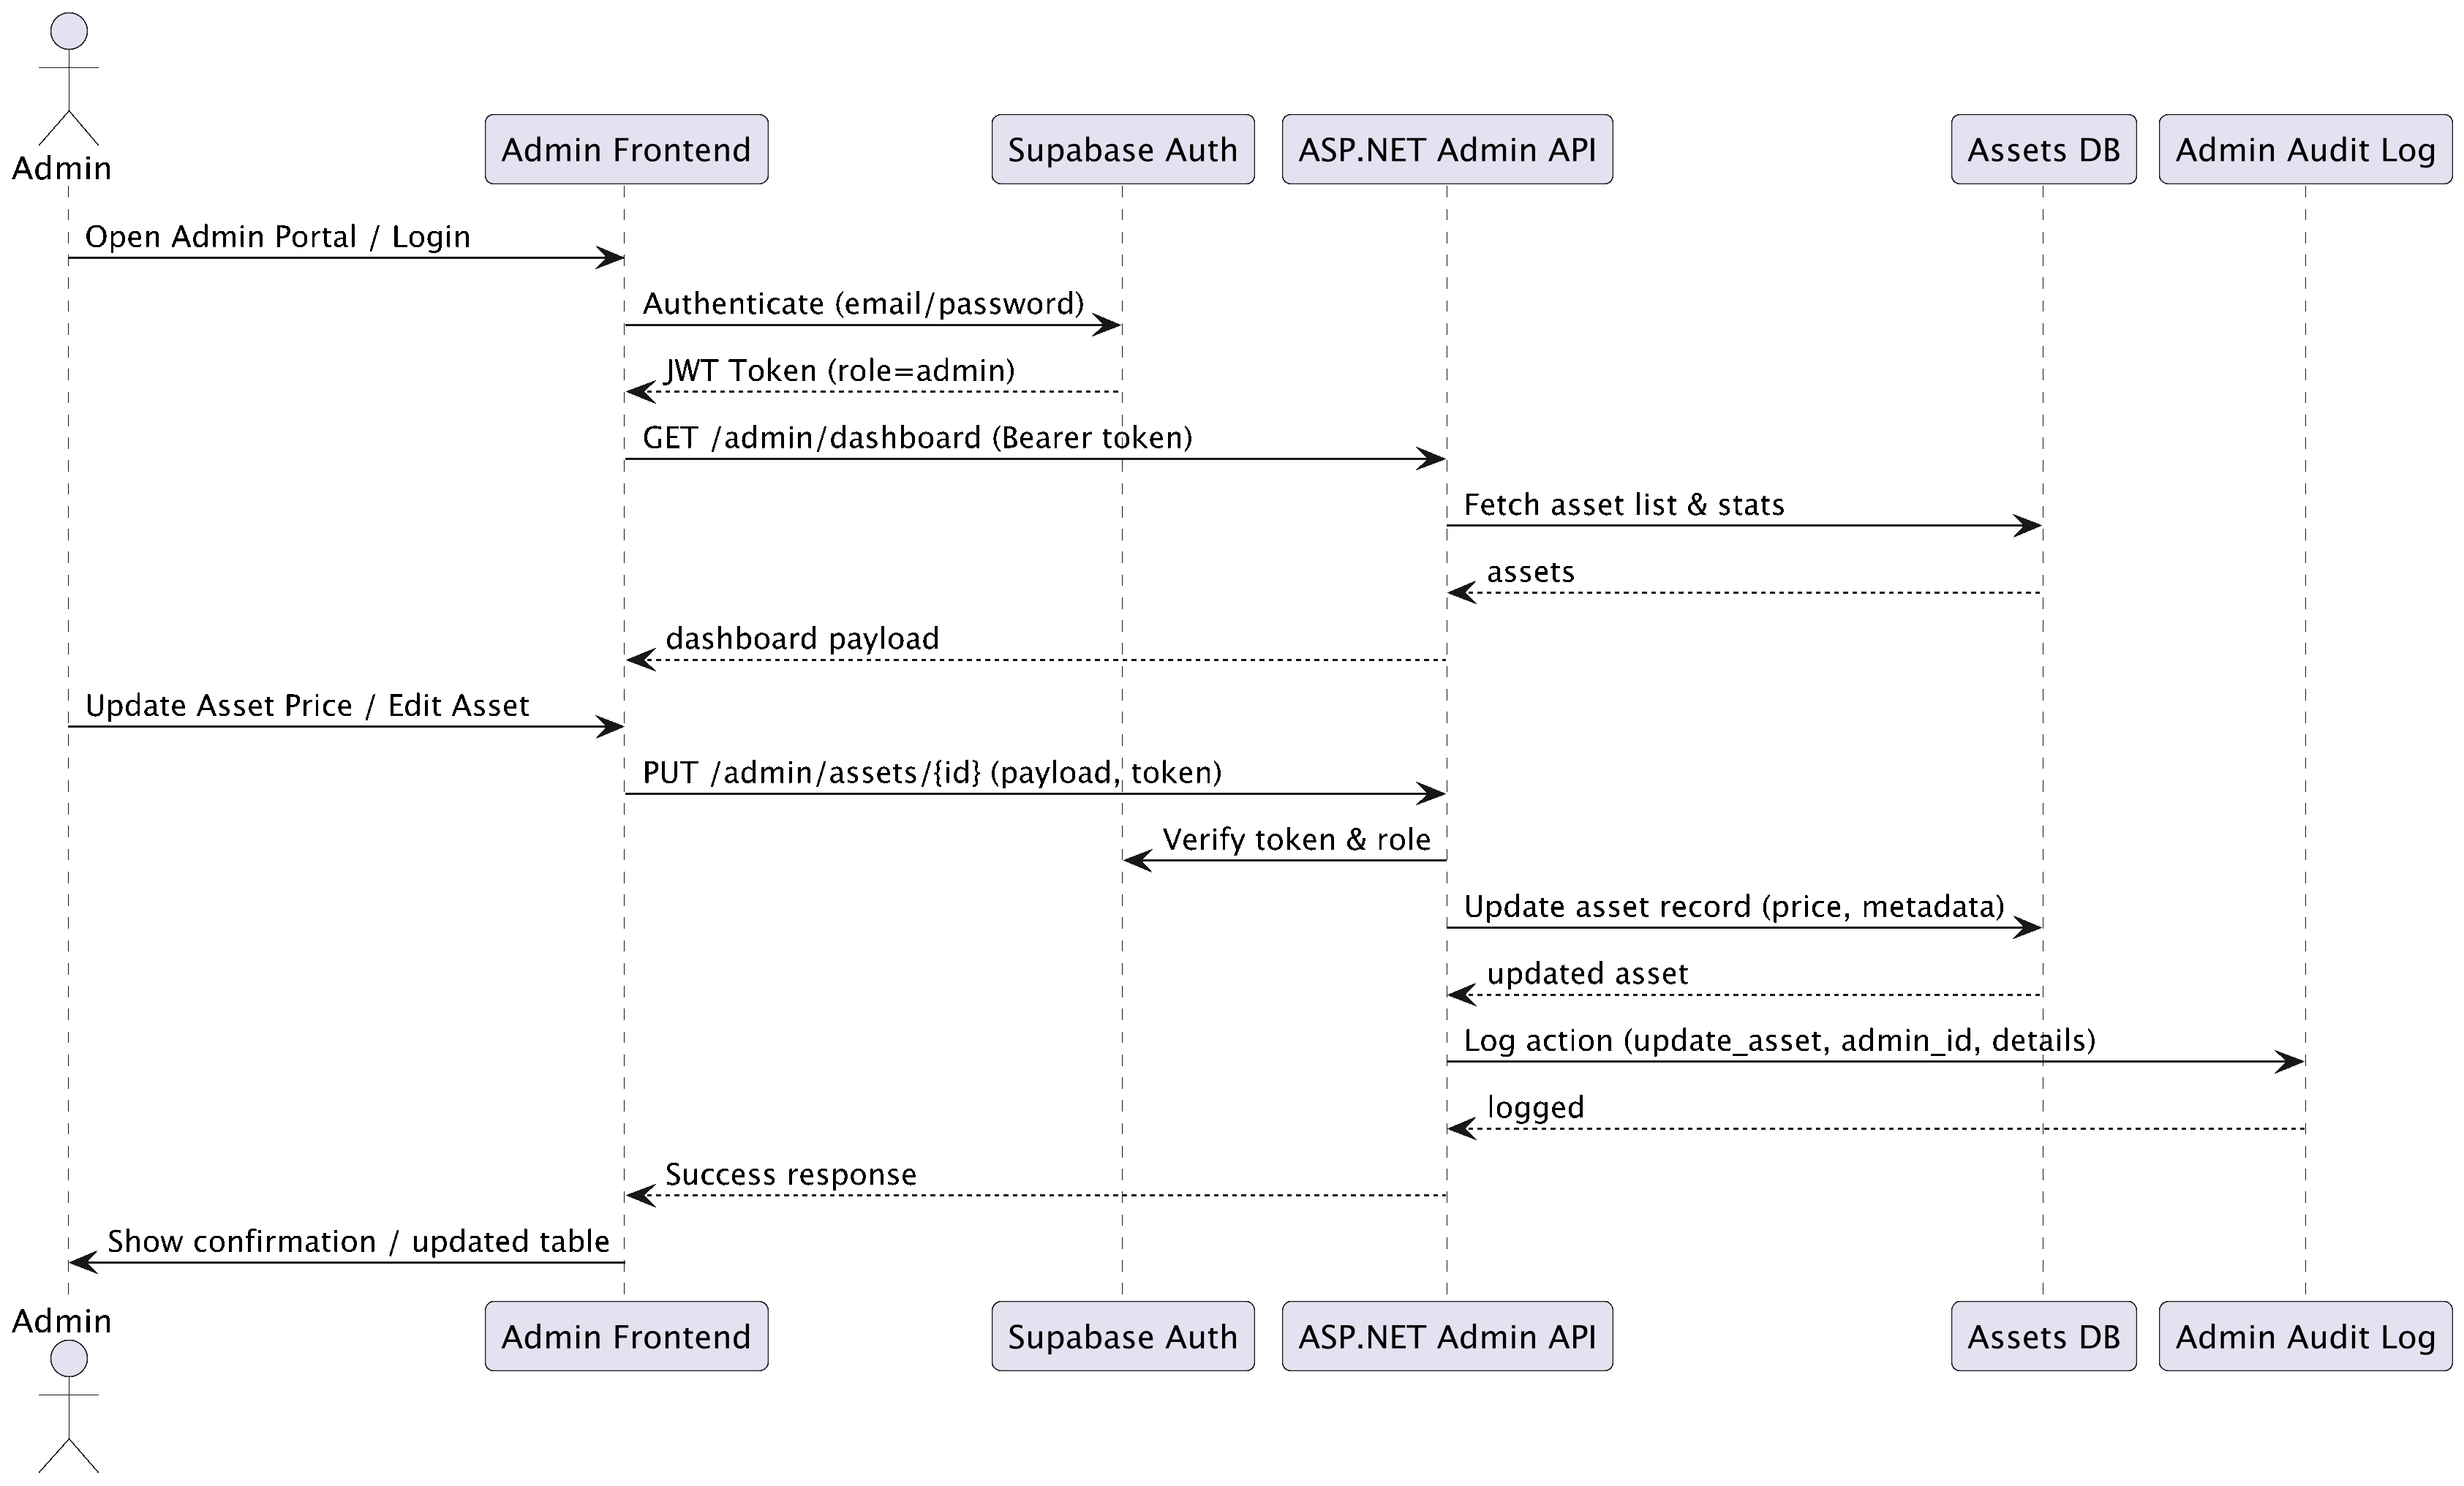 Admin
Admin Frontend
Supabase Auth
ASP.NET Admin API
Assets DB
Admin Audit Log
Open Admin Portal / Login
Authenticate (email/password)
JWT Token (role=admin)
GET /admin/dashboard (Bearer token)
Fetch asset list & stats
assets
dashboard payload
Update Asset Price / Edit Asset
PUT /admin/assets/{id} (payload, token)
Verify token & role
Update asset record (price, metadata)
updated asset
Log action (update_asset, admin_id, details)
logged
Success response
Show confirmation / updated table
Admin
Admin Frontend
Supabase Auth
ASP.NET Admin API
Assets DB
Admin Audit Log